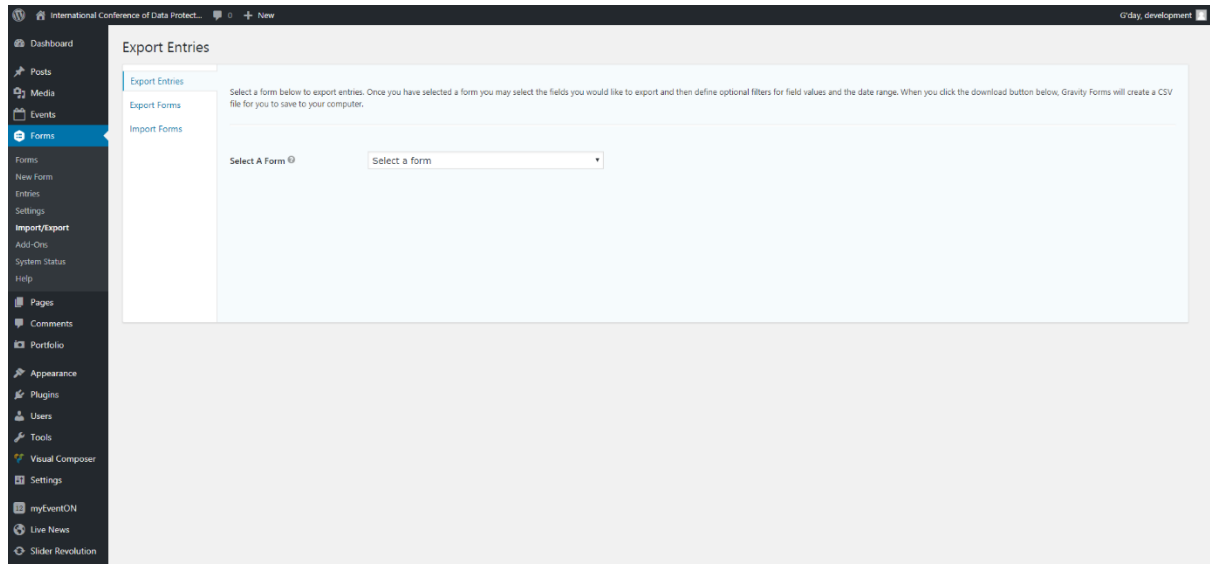 International Conference of Data Protect... 0 + New G'day, development
Dashboard
Posts
Media
Events
Forms
Forms
New Form
Entries
Settings
Import/Export
Add-Ons
System Status
Help
Pages
Comments
Portfolio
Appearance
Plugins
Users
Tools
Visual Composer
Settings
myEventON
Live News
Slider Revolution
Export Entries
Export Entries
Export Forms
Import Forms
Select a form below to export entries. Once you have selected a form you may select the fields you would like to export and then define optional filters for field values and the date range. When you click the download button below, Gravity Forms will create a CSV
file for you to save to your computer.
Select A Form Select a form